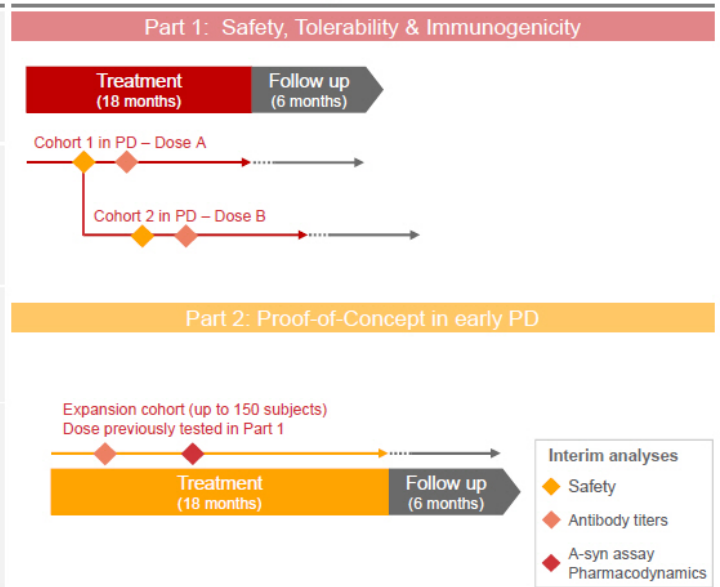 Part 1: Safety, Tolerability & Immunogenicity
Treatment
(18 months)
Follow up
(6 months)
Cohort 1 in PD – Dose A
Cohort 2 in PD – Dose B
Part 2: Proof-of-Concept in early PD
Expansion cohort (up to 150 subjects)
Dose previously tested in Part 1
Treatment
(18 months)
Follow up
(6 months)
Interim analyses
Safety
Antibody titers
A-syn assay
Pharmacodynamics